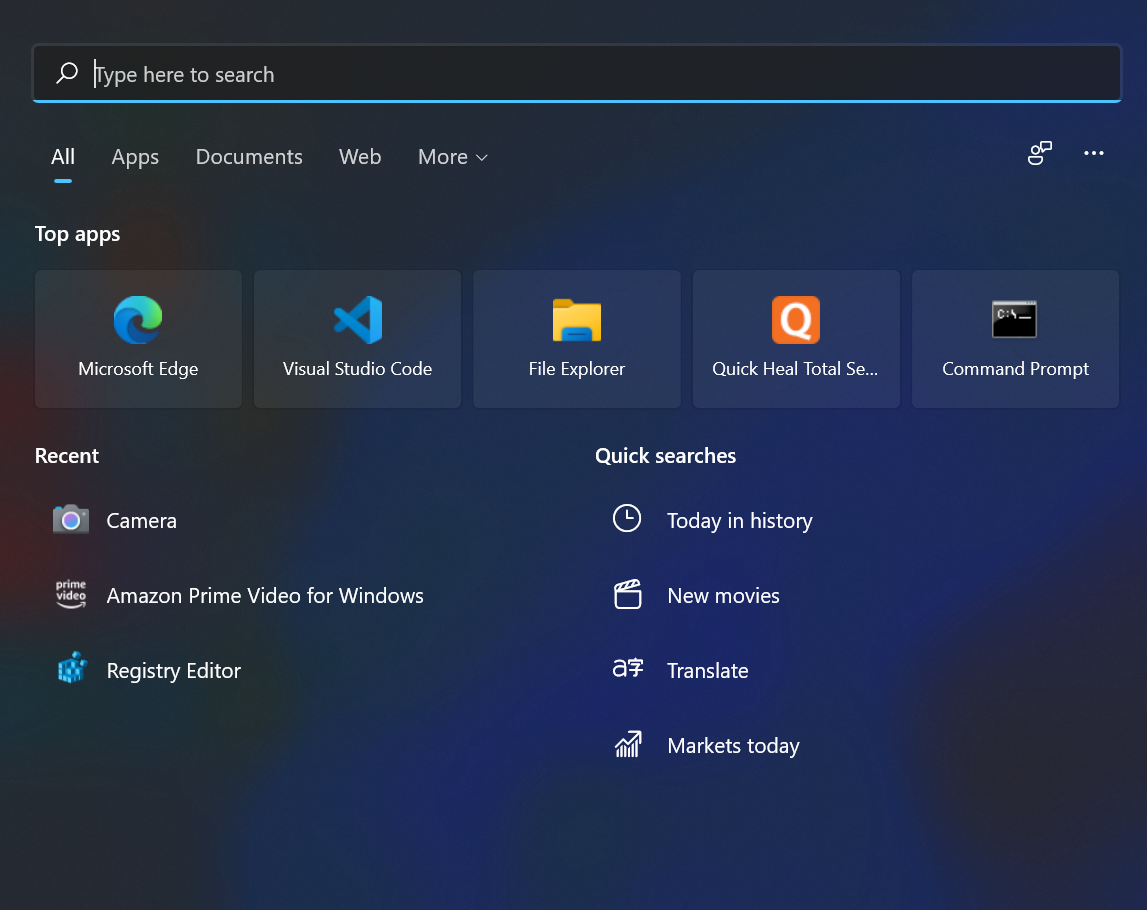 Type here to search
All Apps Documents Web More
Top apps
Microsoft Edge Visual Studio Code File Explorer Quick Heal Total Se... Command Prompt
Recent
Quick searches
Camera
Today in history
prime video
Amazon Prime Video for Windows
New movies
Registry Editor
Translate
Markets today